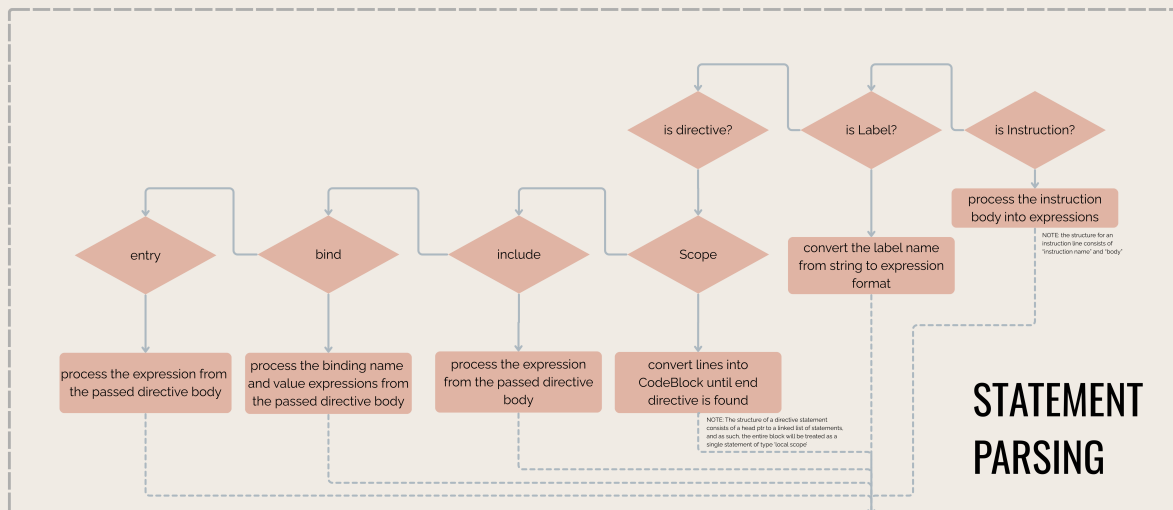 is directive?
is Label?
is Instruction?
process the instruction
body into expressions
NOTE: the structure for an
instruction line consists of
"instruction name" and "body"
convert the label name
from string to expression
format
entry
bind
include
Scope
process the expression from
the passed directive body
process the binding name
and value expressions from
the passed directive body
process the expression
from the passed directive
body
convert lines into
CodeBlock until end
directive is found
NOTE: The structure of a directive statement
consists of a head ptr to a linked list of statements,
and as such, the entire block will be treated as a
single statement of type 'local scope'
STATEMENT
PARSING